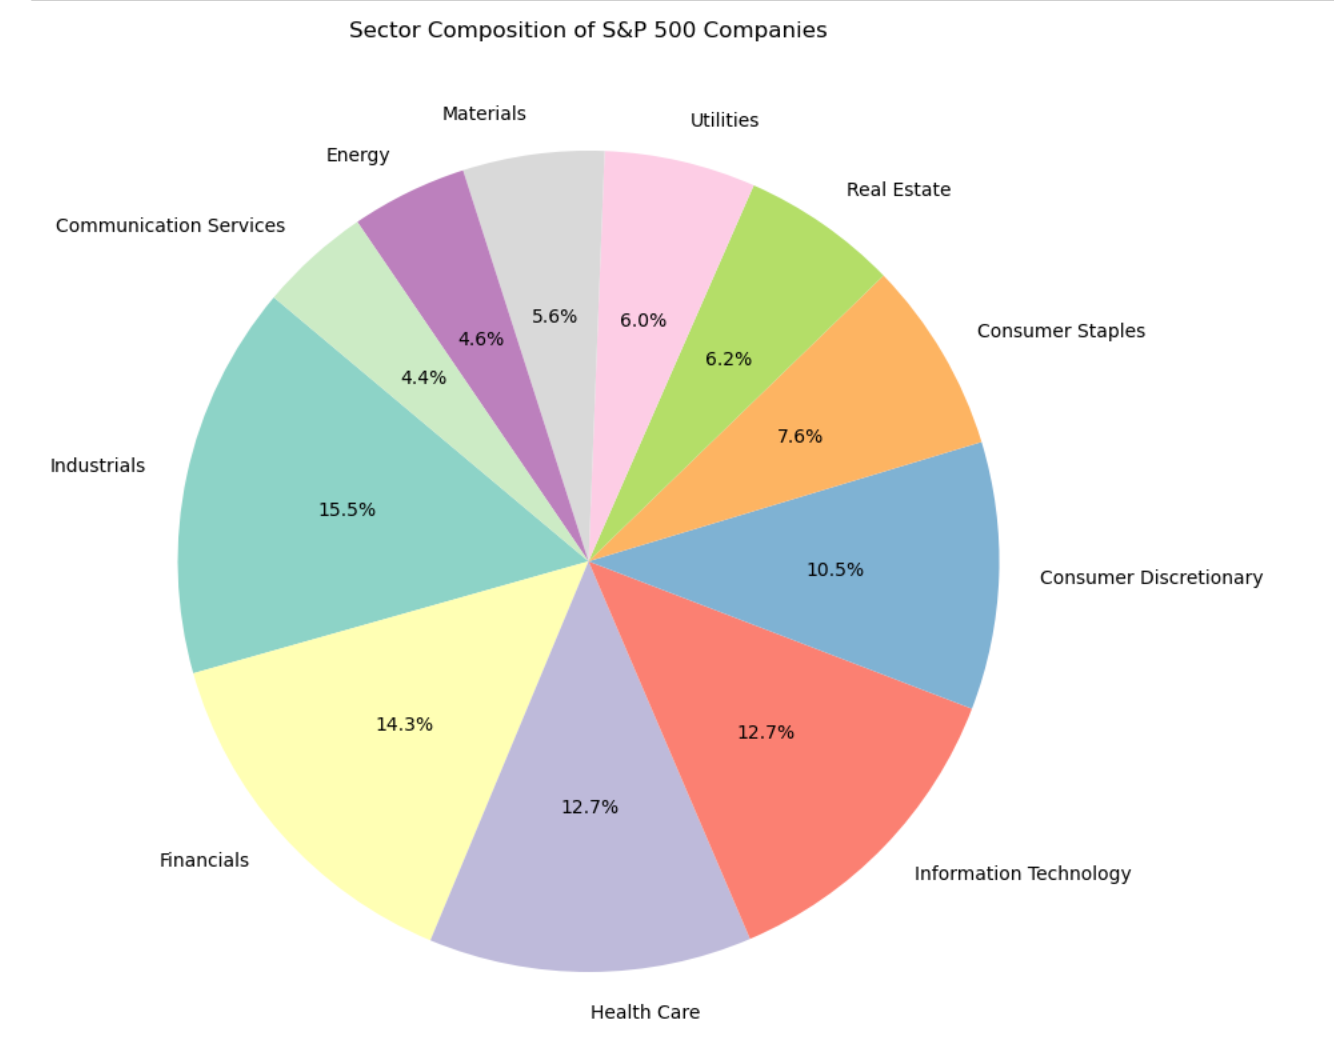 Sector Composition of S&P 500 Companies
Materials
Utilities
Energy
Real Estate
Communication Services
5.6%
6.0%
Consumer Staples
4.6%
6.2%
4.4%
7.6%
Industrials
15.5%
10.5%
Consumer Discretionary
14.3%
12.7%
12.7%
Financials
Information Technology
Health Care